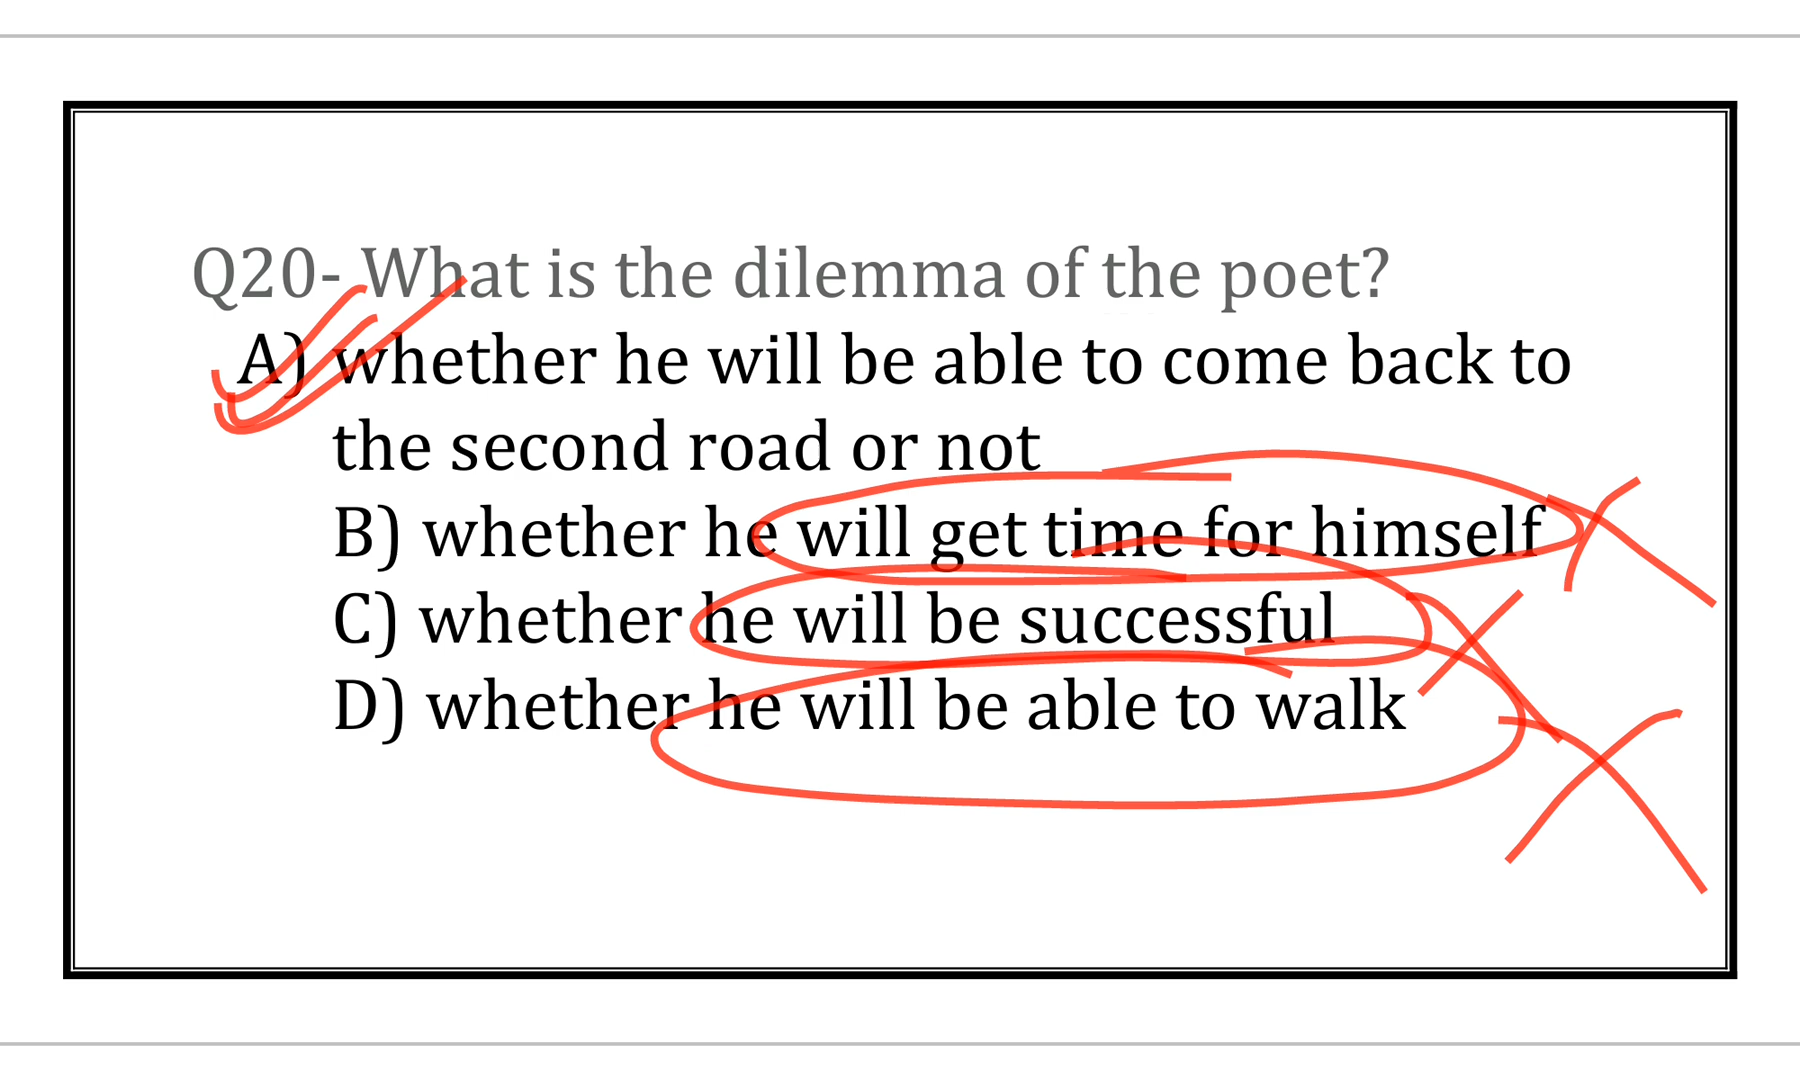 Q20- What is the dilemma of the poet?
A) whether he will be able to come back to
the second road or not
B) whether he will get time for himself
C) whether he will be successful
D) whether he will be able to walk